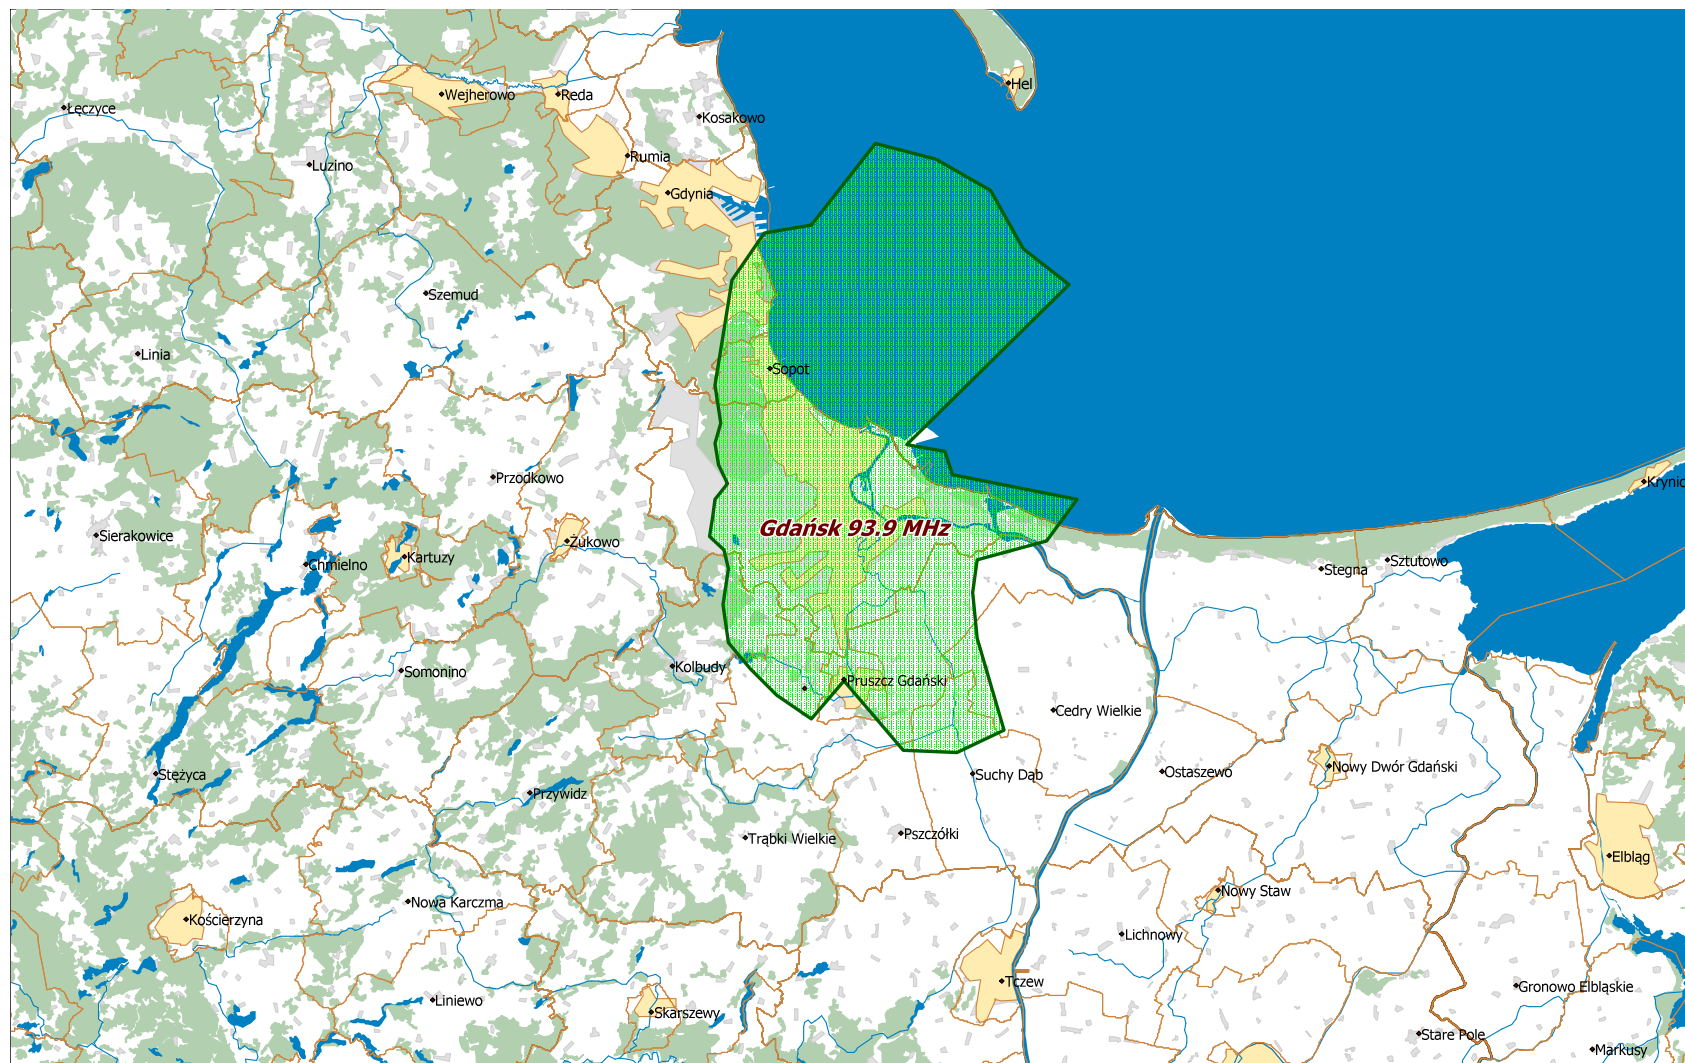 Hel
Wejherowo
Reda
Łęczyce
Kosakowo
Rumia
Luzino
Gdynia
Szemud
Linia
Sopot
Przodkowo
Krynic
Gdańsk 93.9 MHz
Sierakowice
Żukowo
Kartuzy
Chmielno
Sztutowo
Stegna
Kolbudy
Somonino
Pruszcz Gdański
Cedry Wielkie
Nowy Dwór Gdański
Stężyca
Suchy Dąb
Ostaszewo
Przywidz
Pszczółki
Trąbki Wielkie
Elbląg
Nowy Staw
Nowa Karczma
Kościerzyna
Lichnowy
Tczew
Gronowo Elbląskie
Liniewo
Skarszewy
Stare Pole
Markusy